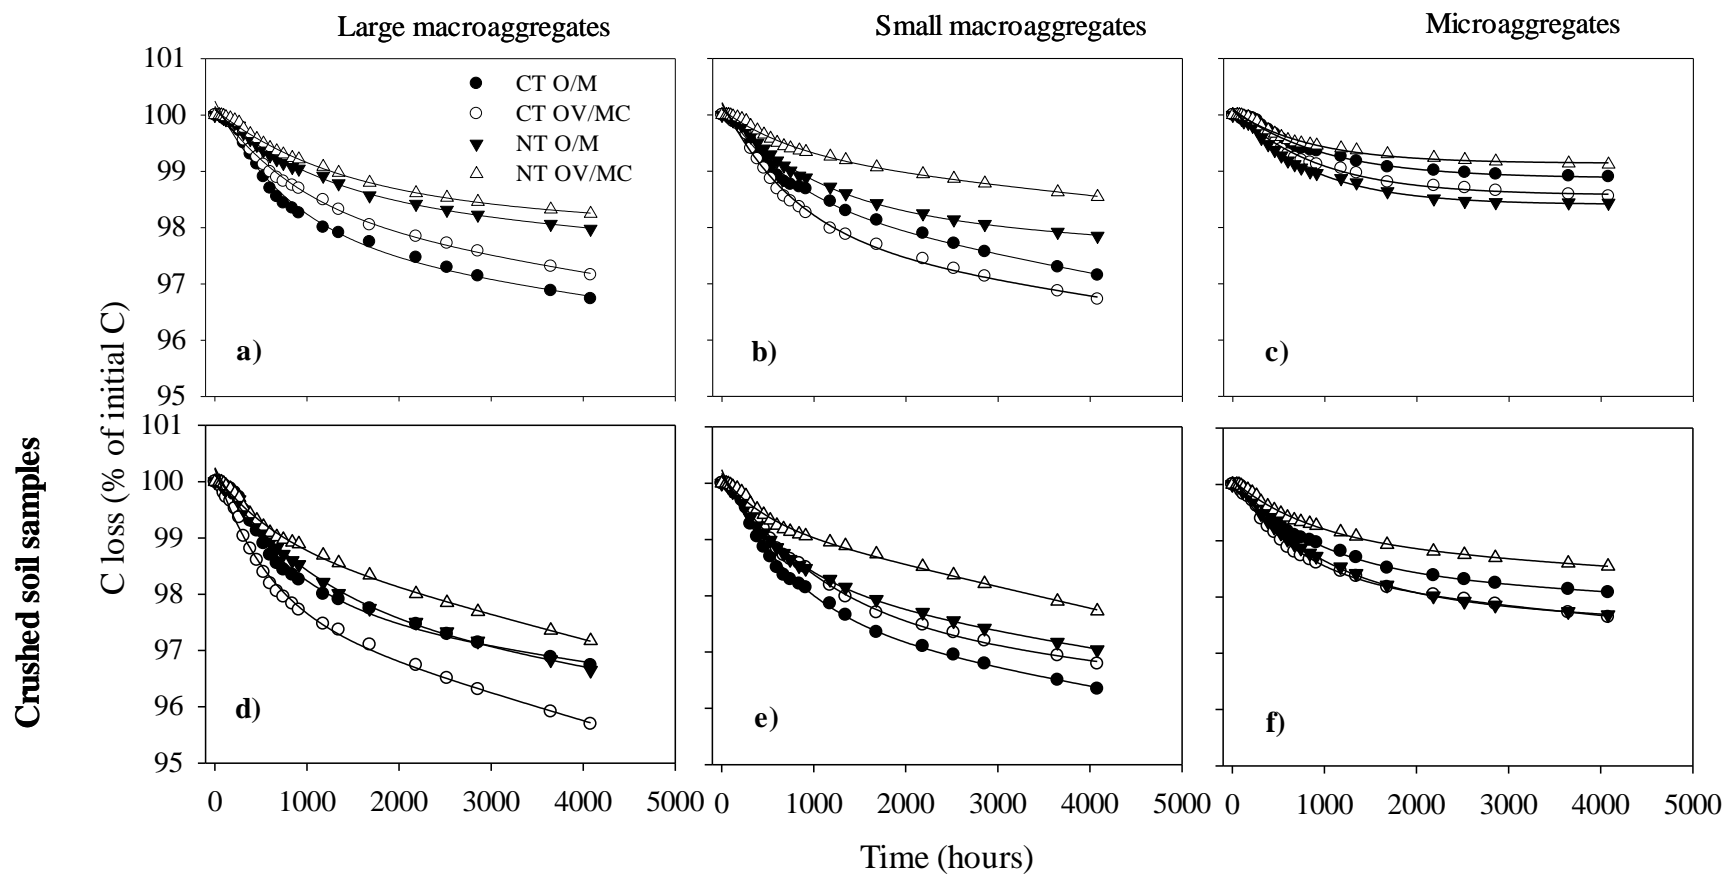 Large macroaggregates
Small macroaggregates
Microaggregates
101
100
99
98
97
96
95
CT O/M
CT OV/MC
NT O/M
NT OV/MC
a)
b)
c)
C loss (% of initial C)
Crushed soil samples
101
100
99
98
97
96
95
d)
e)
f)
0 1000 2000 3000 4000 5000
0 1000 2000 3000 4000 5000
0 1000 2000 3000 4000 5000
Time (hours)